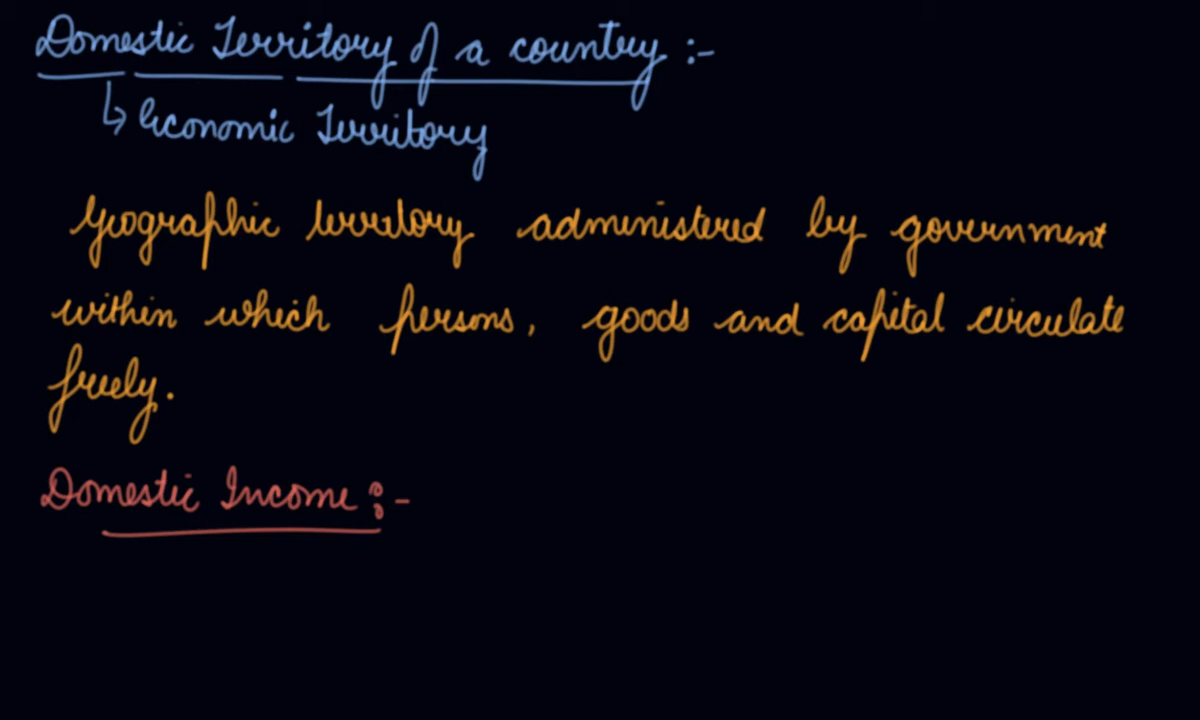 Domestic Territory of a country :-
↳ Economic Territory
Geographic territory administered by government
within which persons, goods and capital circulate
freely.
Domestic Income :-